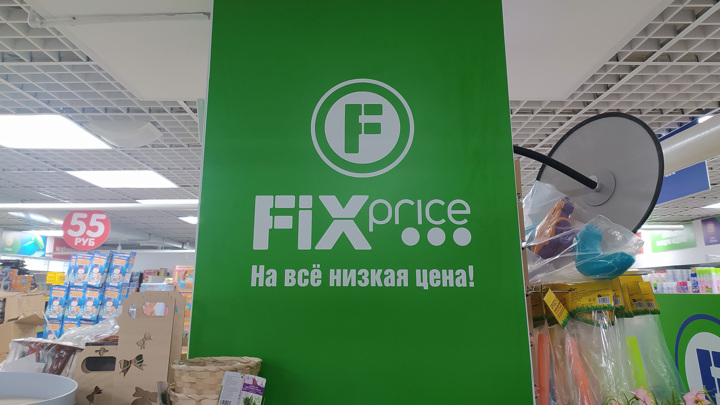 F
FiX price
На всё низкая цена!
55
РУБ
F